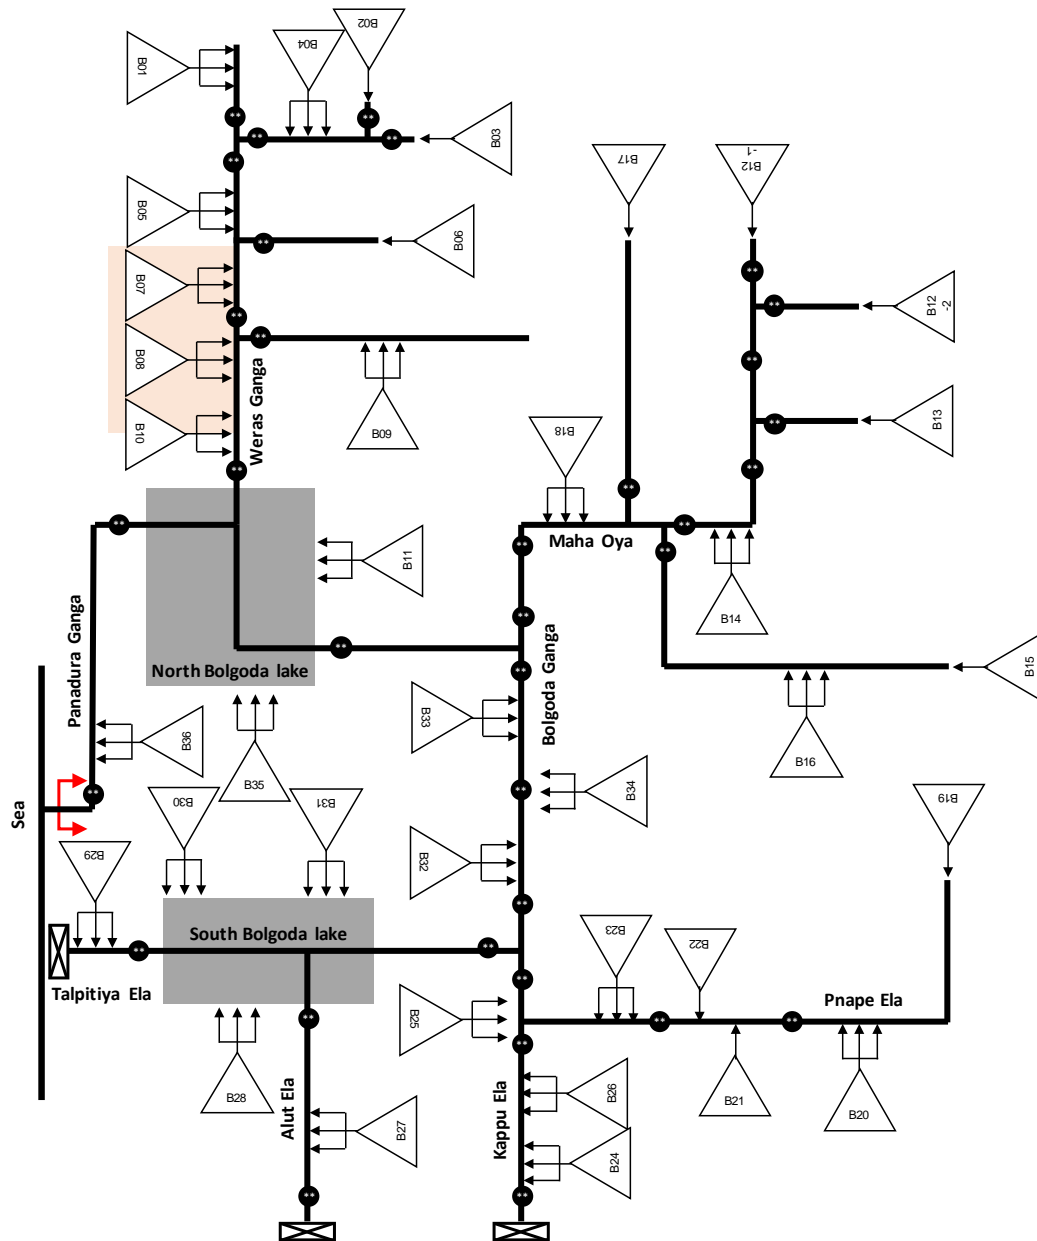 B02
B04
B01
B03
B17
B12
-1
B05
B06
B07
B12
-2
B08
B10
Weras Ganga
B09
B18
B13
Maha Oya
B11
B14
Panadura Ganga
North Bolgoda lake
Bolgoda Ganga
B15
B33
B36
B16
B35
B34
Sea
B30
B31
B19
B29
B32
South Bolgoda lake
B23
B22
Talpitiya Ela
B25
Pnape Ela
B28
Alut Ela
B27
Kappu Ela
B26
B21
B20
B24